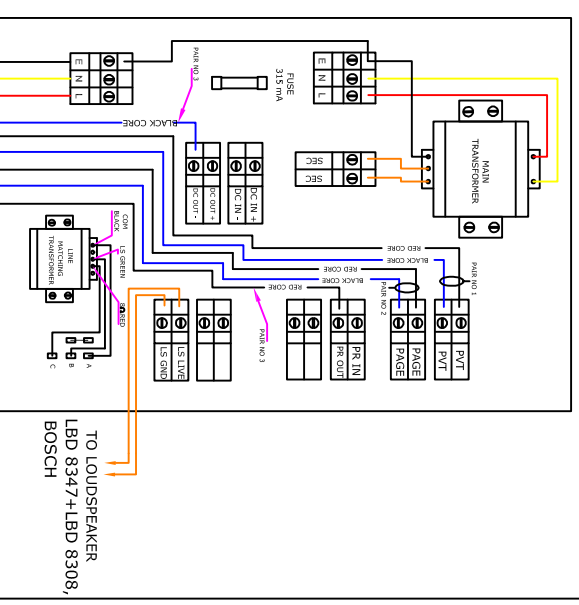 E
N
L
PAIR NO 3
FUSE
315 mA
E
N
L
MAIN
TRANSFORMER
BLACK CORE
SEC
SEC
DC OUT -
DC OUT +
DC IN -
DC IN +
COM
BLACK
LS GREEN
LINE
MATCHING
TRANSFORMER
RED CORE
BLACK CORE
RED CORE
BLACK CORE
RED CORE
PAIR NO 1
PAIR NO 2
PAIR NO 3
LS GND
LS LIVE
PR OUT
PR IN
PAGE
PAGE
PVT
PVT
C
B
A
TO LOUDSPEAKER
LBD 8347+LBD 8308,
BOSCH